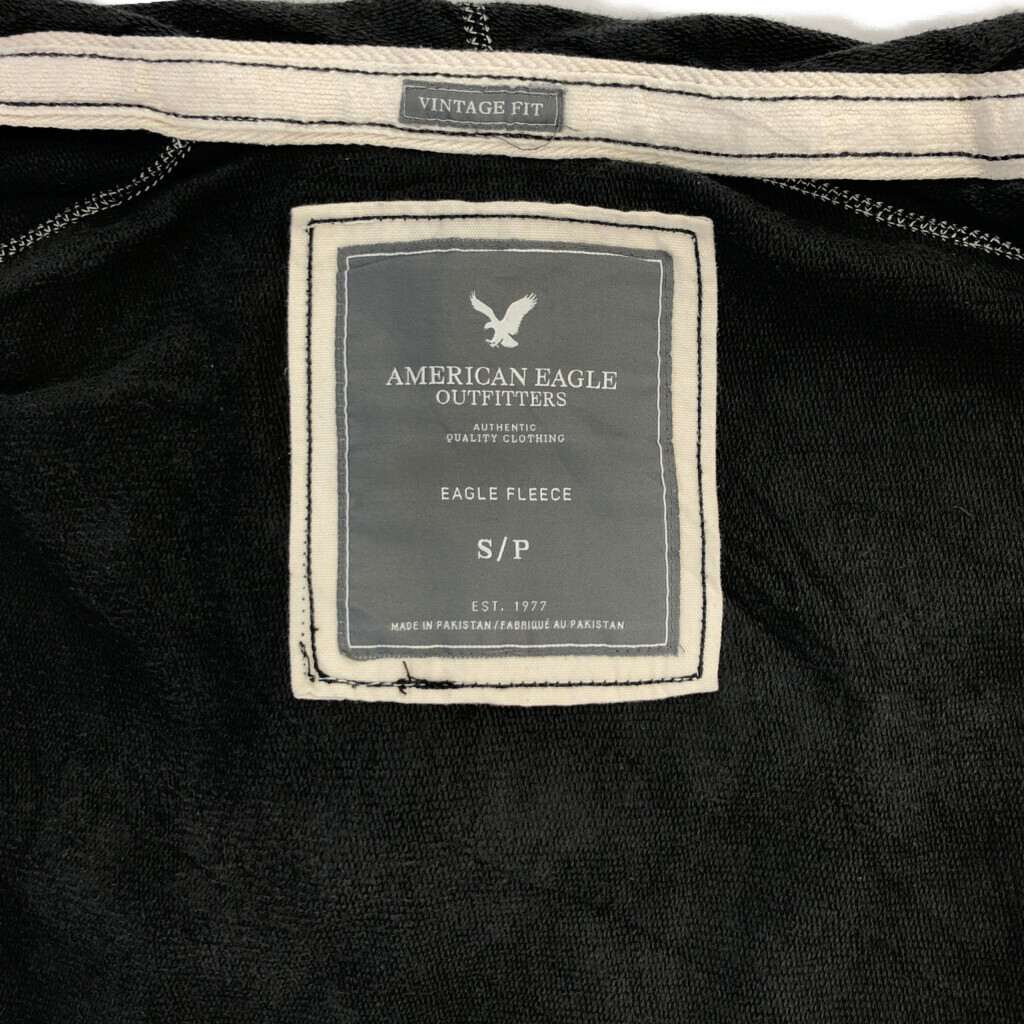 VINTAGE FIT
AMERICAN EAGLE
OUTFITTERS
AUTHENTIC
QUALITY CLOTHING
EAGLE FLEECE
S/P
EST. 1977
MADE IN PAKISTAN/FABRIQUÉ AU PAKISTAN